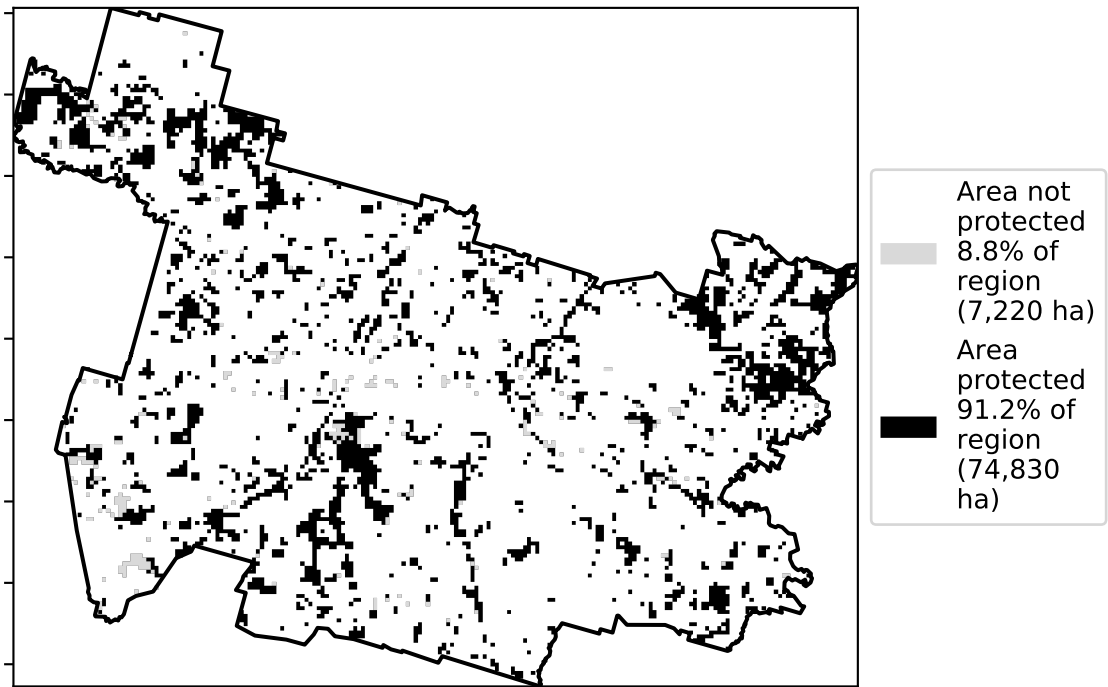 Area not
protected
8.8% of
region
(7,220 ha)
Area
protected
91.2% of
region
(74,830
ha)